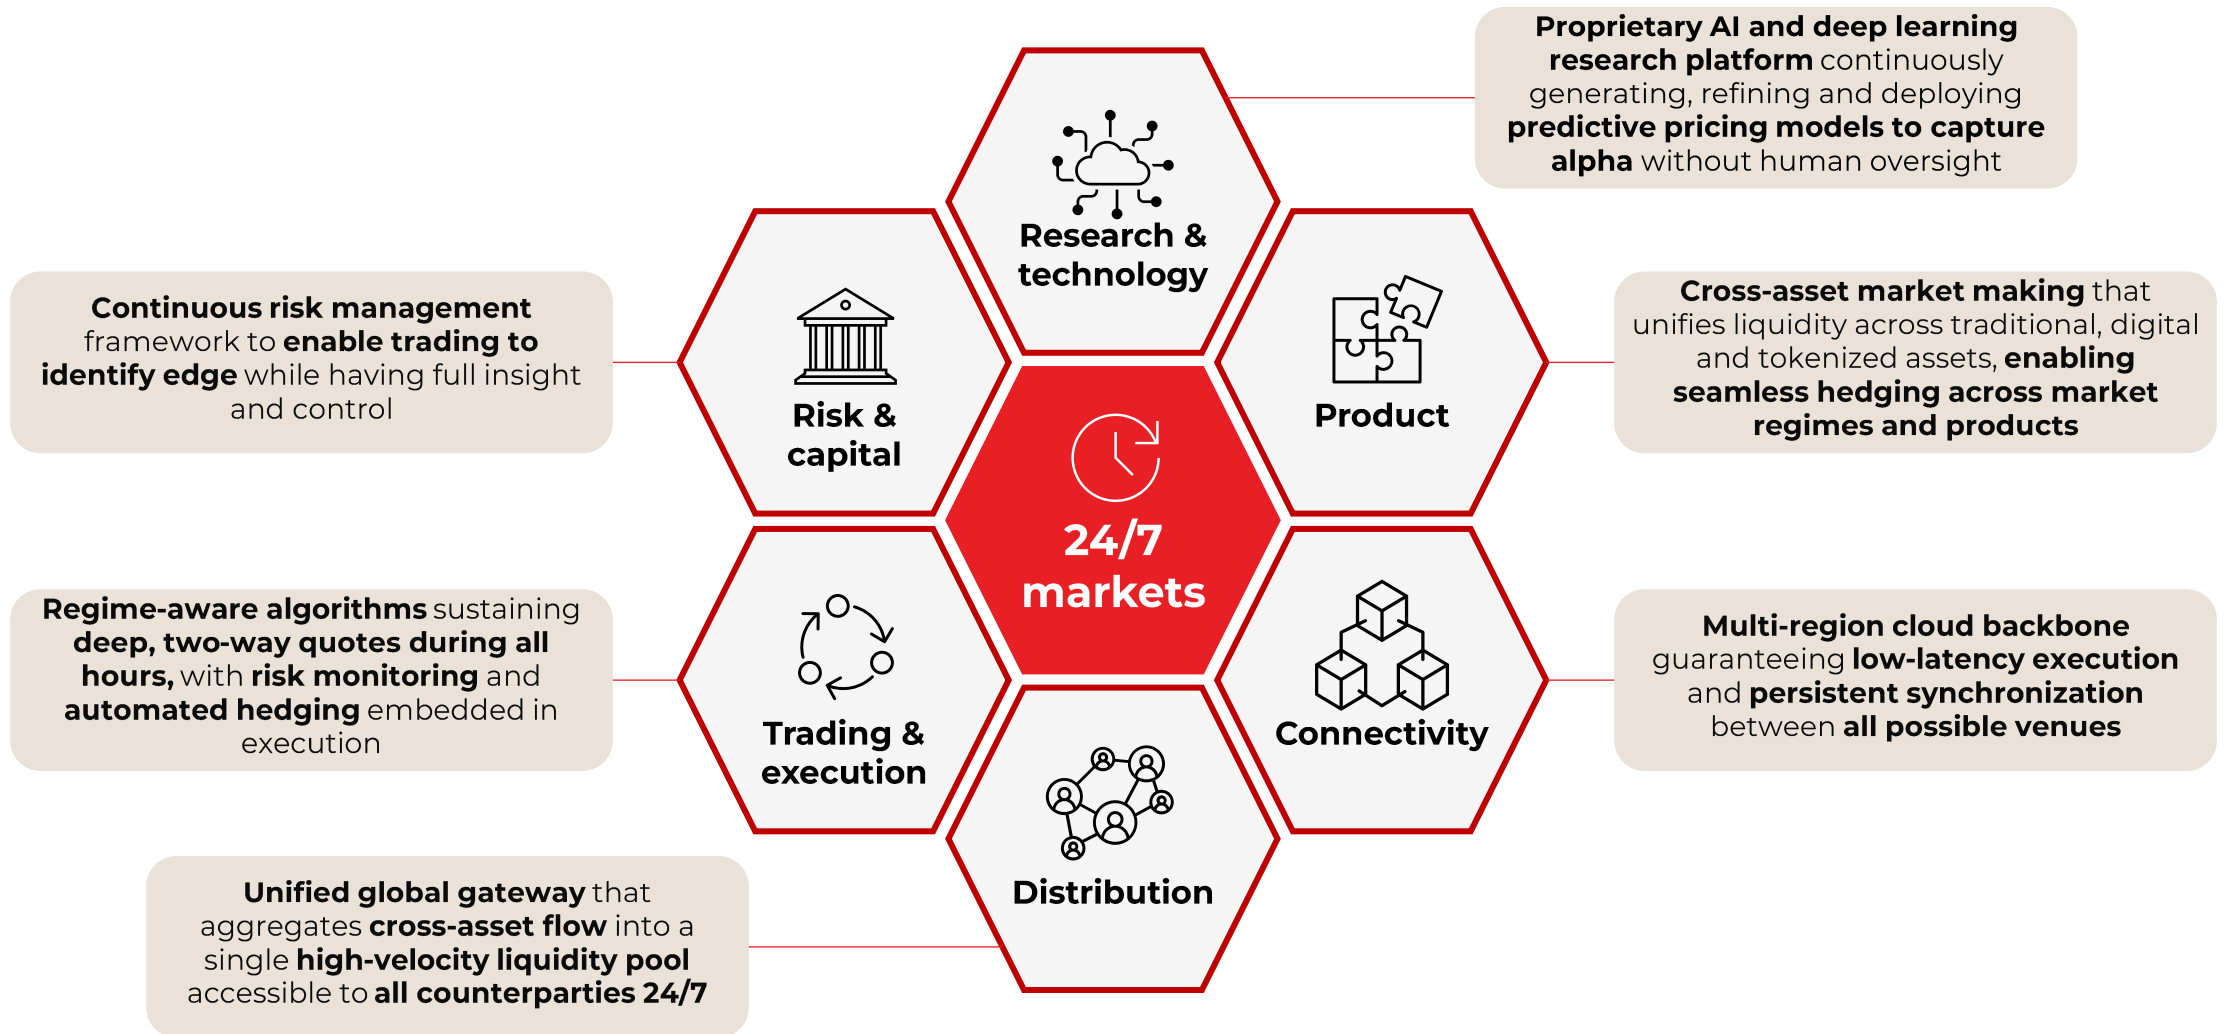 Proprietary AI and deep learning
research platform continuously
generating, refining and deploying
predictive pricing models to capture
alpha without human oversight
Research &
technology
Continuous risk management
framework to enable trading to
identify edge while having full insight
and control
Risk &
capital
Product
Cross-asset market making that
unifies liquidity across traditional, digital
and tokenized assets, enabling
seamless hedging across market
regimes and products
24/7
markets
Regime-aware algorithms sustaining
deep, two-way quotes during all
hours, with risk monitoring and
automated hedging embedded in
execution
Trading &
execution
Connectivity
Multi-region cloud backbone
guaranteeing low-latency execution
and persistent synchronization
between all possible venues
Distribution
Unified global gateway that
aggregates cross-asset flow into a
single high-velocity liquidity pool
accessible to all counterparties 24/7